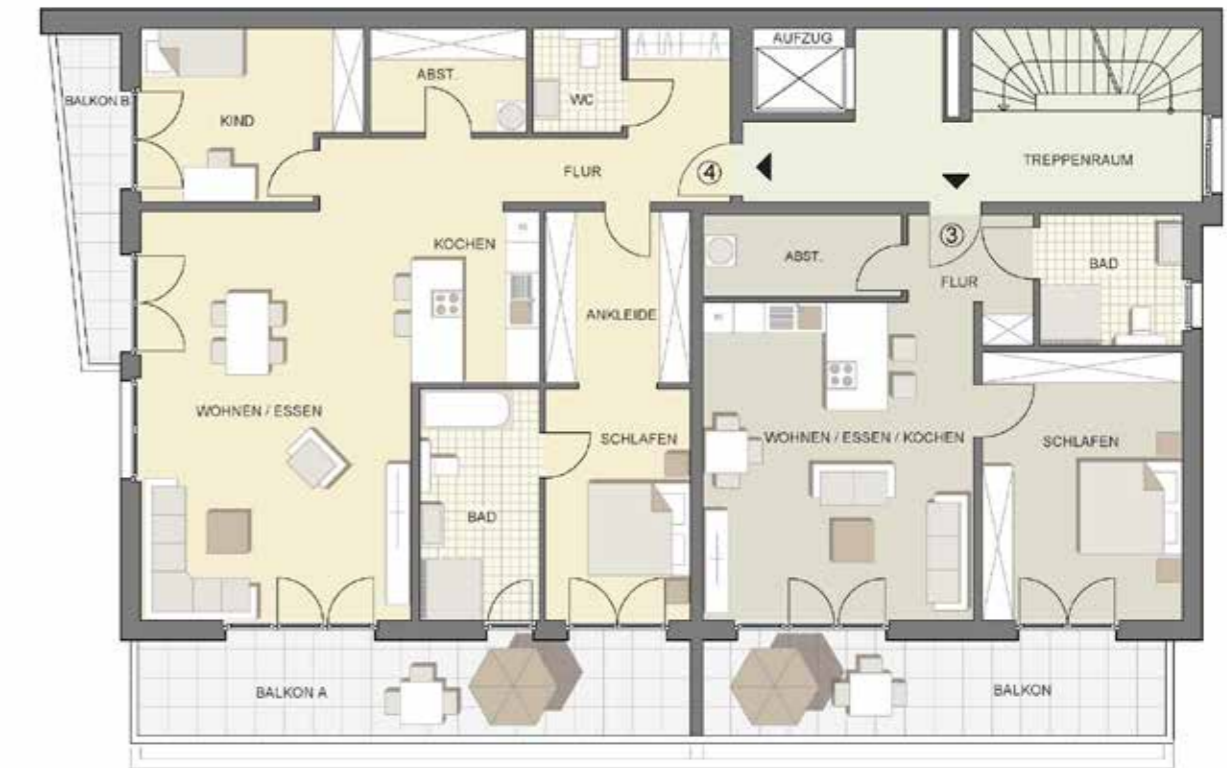 AUFZUG
ABST.
WC
BALKON B
KIND
TREPPENRAUM
FLUR
④
③
KOCHEN
ABST.
BAD
FLUR
ANKLEIDE
WOHNEN / ESSEN
SCHLAFEN
WOHNEN / ESSEN / KOCHEN
SCHLAFEN
BAD
BALKON A
BALKON